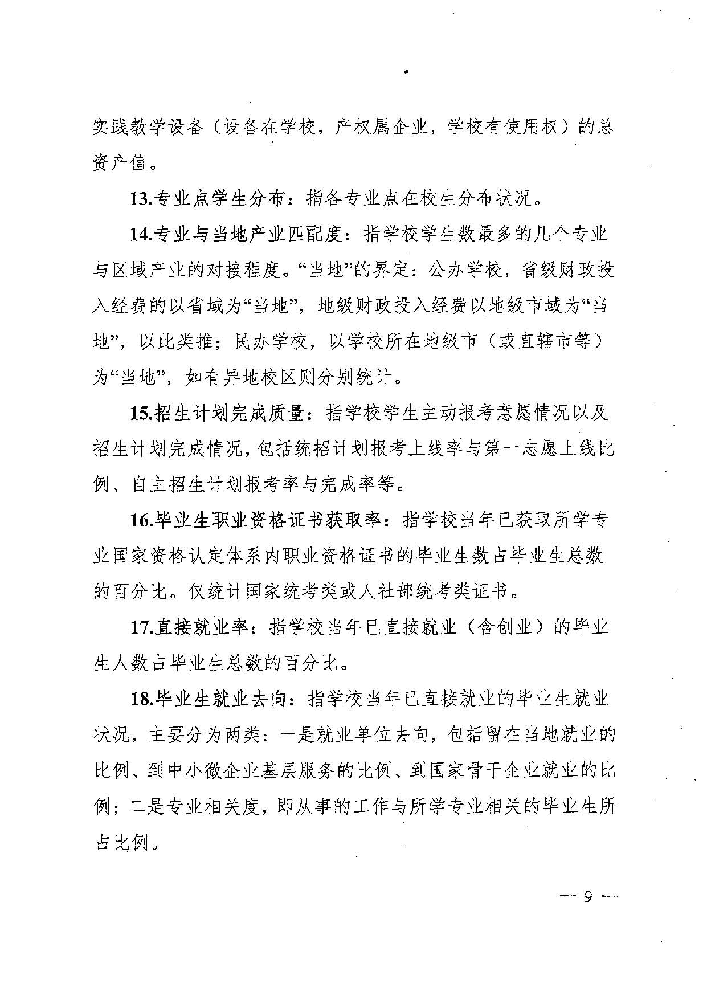 实践教学设备（设备在学校，产权属企业，学校有使用权）的总
资产值。
13.专业点学生分布：指各专业点在校生分布状况。
14.专业与当地产业匹配度：指学校学生数最多的几个专业
与区域产业的对接程度。“当地”的界定：公办学校，省级财政投
入经费的以省域为“当地”，地级财政投入经费以地级市域为“当
地”，以此类推；民办学校，以学校所在地级市（或直辖市等）
为“当地”，如有异地校区则分别统计。
15.招生计划完成质量：指学校学生主动报考意愿情况以及
招生计划完成情况，包括统招计划报考上线率与第一志愿上线比
例、自主招生计划报考率与完成率等。
16.毕业生职业资格证书获取率：指学校当年已获取所学专
业国家资格认定体系内职业资格证书的毕业生数占毕业生总数
的百分比。仅统计国家统考类或人社部统考类证书。
17.直接就业率：指学校当年已直接就业（含创业）的毕业
生人数占毕业生总数的百分比。
18.毕业生就业去向：指学校当年已直接就业的毕业生就业
状况，主要分为两类：一是就业单位去向，包括留在当地就业的
比例、到中小微企业基层服务的比例、到国家骨干企业就业的比
例；二是专业相关度，即从事的工作与所学专业相关的毕业生所
占比例。
— 9 —